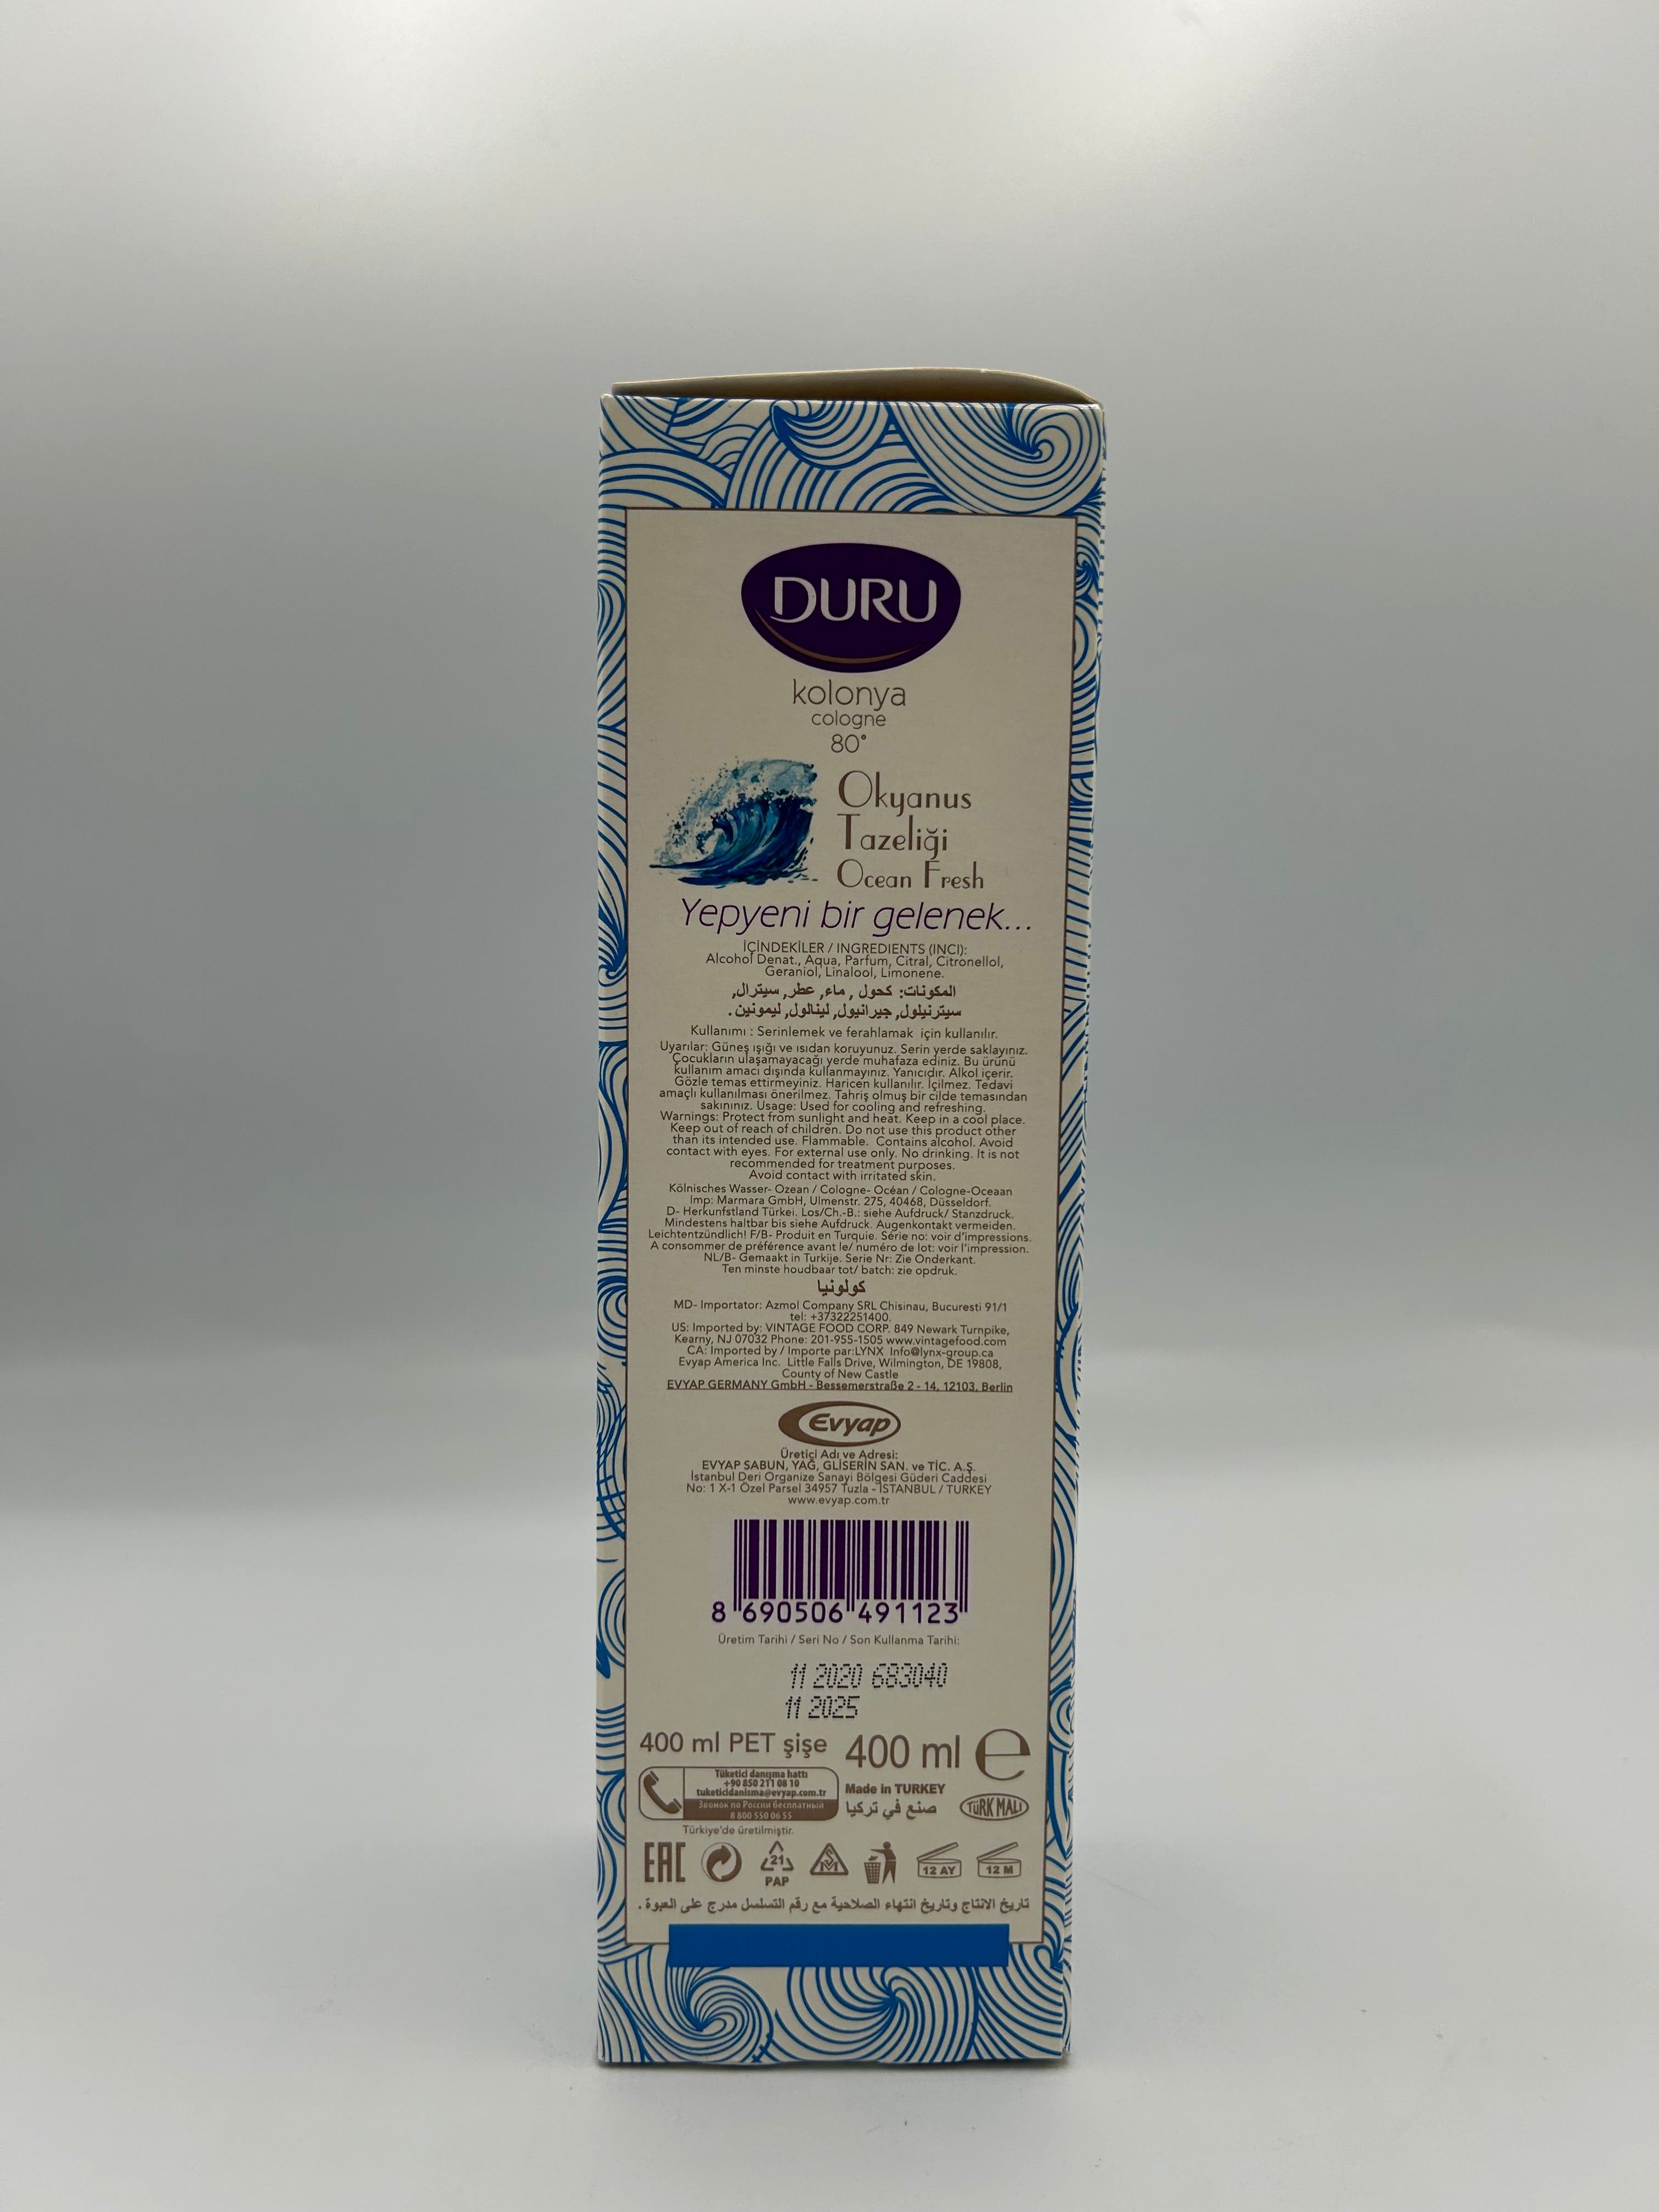 DURU
kolonya
cologne
80°
Okyanus
Tazeliği
Ocean Fresh
Yepyeni bir gelenek...
İÇİNDEKİLER / INGREDIENTS (INCI):
Alcohol Denat., Aqua, Parfum, Citral, Citronellol,
Geraniol, Linalool, Limonene.
المكونات: كحول , ماء, عطر, سيترال,
سيترنيلول, جيرانيول, لينالول, ليمونين .
Kullanımı : Serinlemek ve ferahlamak için kullanılır.
Uyarılar: Güneş ışığı ve ısıdan koruyunuz. Serin yerde saklayınız.
Çocukların ulaşamayacağı yerde muhafaza ediniz. Bu ürünü
kullanım amacı dışında kullanmayınız. Yanıcıdır. Alkol içerir.
Gözle temas ettirmeyiniz. Haricen kullanılır. İçilmez. Tedavi
amaçlı kullanılması önerilmez. Tahriş olmuş bir cilde temasından
sakınınız. Usage: Used for cooling and refreshing.
Warnings: Protect from sunlight and heat. Keep in a cool place.
Keep out of reach of children. Do not use this product other
than its intended use. Flammable. Contains alcohol. Avoid
contact with eyes. For external use only. No drinking. It is not
recommended for treatment purposes.
Avoid contact with irritated skin.
Kölnisches Wasser- Ozean / Cologne- Océan / Cologne-Oceaan
Imp: Marmara GmbH, Ulmenstr. 275, 40468, Düsseldorf.
D- Herkunfstland Türkei. Los/Ch.-B.: siehe Aufdruck/ Stanzdruck.
Mindestens haltbar bis siehe Aufdruck. Augenkontakt vermeiden.
Leichtentzündlich! F/B- Produit en Turquie. Série no: voir d'impressions.
A consommer de préférence avant le/ numéro de lot: voir l'impression.
NL/B- Gemaakt in Turkije. Serie Nr: Zie Onderkant.
Ten minste houdbaar tot/ batch: zie opdruk.
كولونيا
MD- Importator: Azmol Company SRL Chisinau, Bucuresti 91/1
tel: +37322251400.
US: Imported by: VINTAGE FOOD CORP. 849 Newark Turnpike,
Kearny, NJ 07032 Phone: 201-955-1505 www.vintagefood.com
CA: Imported by / Importe par:LYNX Info@lynx-group.ca
Evyap America Inc. Little Falls Drive, Wilmington, DE 19808,
County of New Castle
EVYAP GERMANY GmbH - Bessemerstraße 2 - 14, 12103, Berlin
Evyap
Üretici Adı ve Adresi:
EVYAP SABUN, YAĞ, GLİSERİN SAN. ve TİC. A.Ş.
İstanbul Deri Organize Sanayi Bölgesi Güderi Caddesi
No: 1 X-1 Özel Parsel 34957 Tuzla - İSTANBUL / TURKEY
www.evyap.com.tr
8 690506 491123
Üretim Tarihi / Seri No / Son Kullanma Tarihi:
11 2020 683040
11 2025
400 ml PET şişe 400 ml e
Tüketici danışma hattı
+90 850 211 08 10
tuketicidanisma@evyap.com.tr
Звонок по России бесплатный
8 800 550 06 55
Made in TURKEY
صنع في تركيا
TÜRK MALI
Türkiye'de üretilmiştir.
EAC 21 PAP 12 AY 12 M
تاريخ الانتاج وتاريخ انتهاء الصلاحية مع رقم التسلسل مدرج على العبوة .